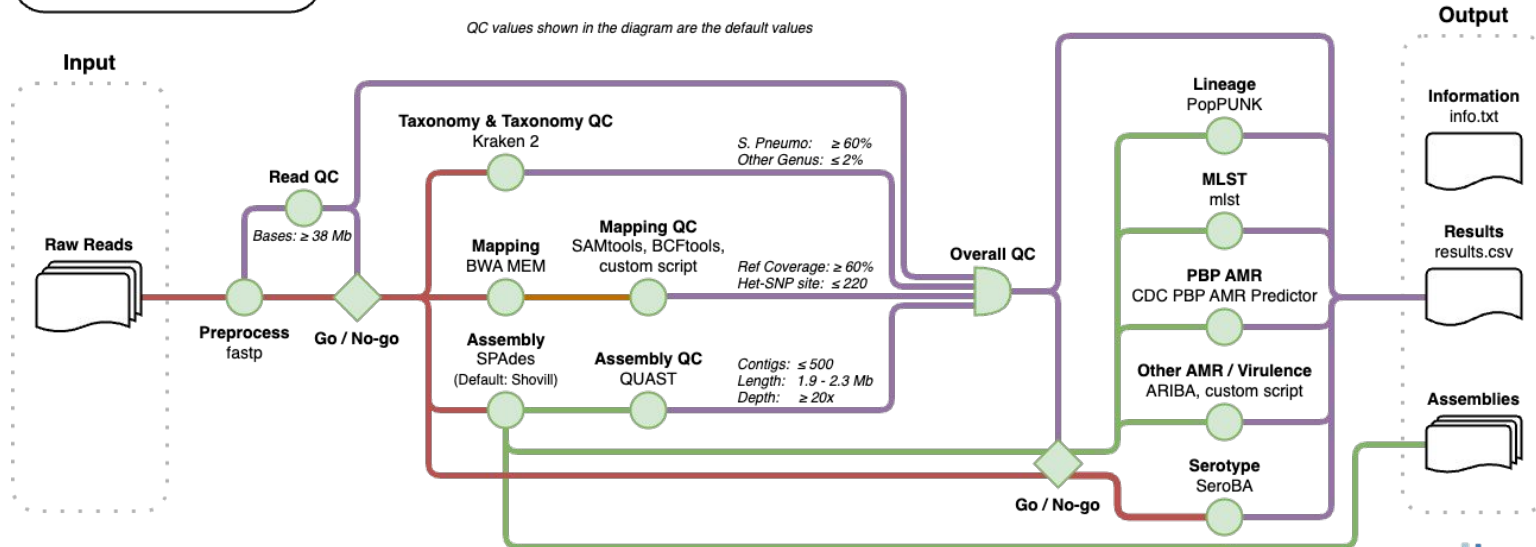 QC values shown in the diagram are the default values
Input
Raw Reads
Preprocess
fastp
Read QC
Bases: ≥ 38 Mb
Go / No-go
Taxonomy & Taxonomy QC
Kraken 2
S. Pneumo: ≥ 60%
Other Genus: ≤ 2%
Mapping
BWA MEM
Mapping QC
SAMtools, BCFtools,
custom script
Ref Coverage: ≥ 60%
Het-SNP site: ≤ 220
Assembly
SPAdes
(Default: Shovill)
Assembly QC
QUAST
Contigs: ≤ 500
Length: 1.9 - 2.3 Mb
Depth: ≥ 20x
Overall QC
Go / No-go
Lineage
PopPUNK
MLST
mlst
PBP AMR
CDC PBP AMR Predictor
Other AMR / Virulence
ARIBA, custom script
Serotype
SeroBA
Output
Information
info.txt
Results
results.csv
Assemblies